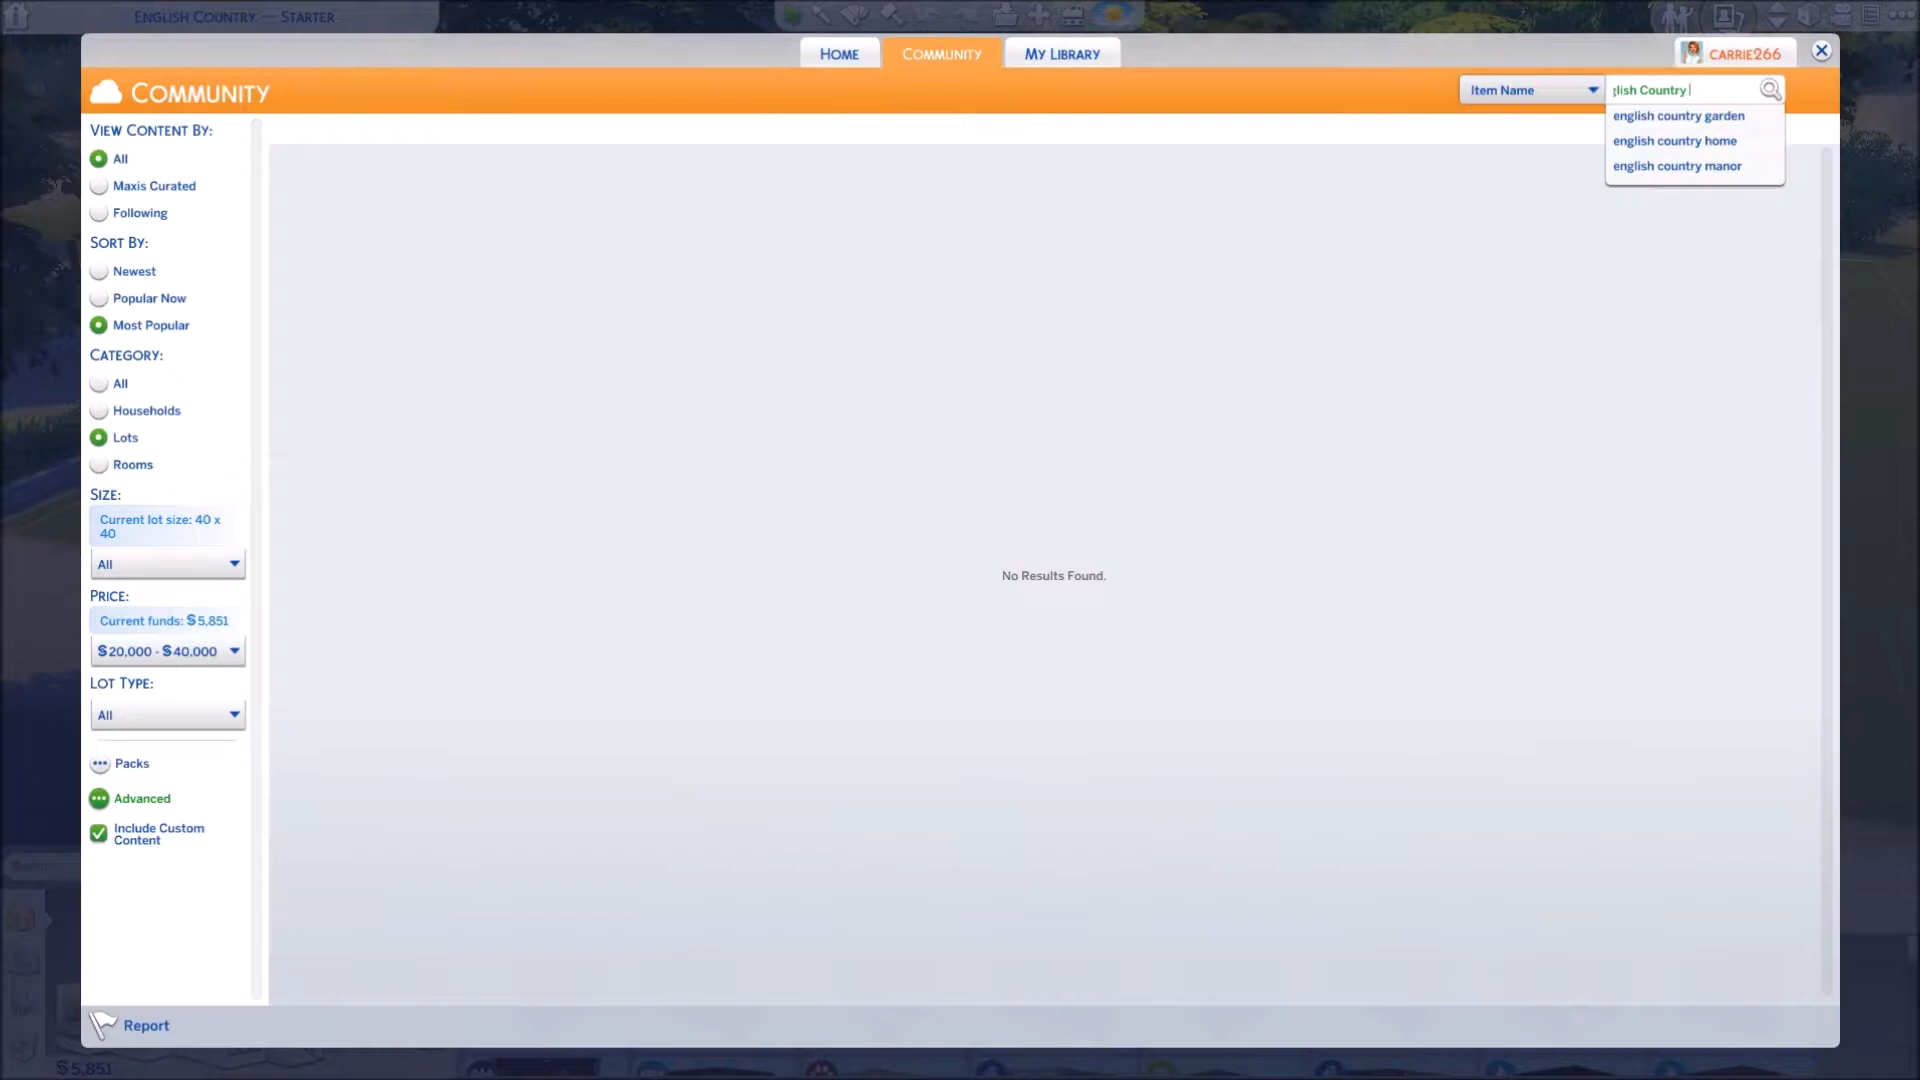 ENGLISH COUNTRY — STARTER
HOME
COMMUNITY
MY LIBRARY
CARRIE266
COMMUNITY
Item Name
glish Country
english country garden
english country home
english country manor
VIEW CONTENT BY:
All
Maxis Curated
Following
SORT BY:
Newest
Popular Now
Most Popular
CATEGORY:
All
Households
Lots
Rooms
SIZE:
Current lot size: 40 x
40
All
PRICE:
Current funds: §5,851
§20,000 - §40,000
LOT TYPE:
All
Packs
Advanced
Include Custom
Content
No Results Found.
Report
§5,851